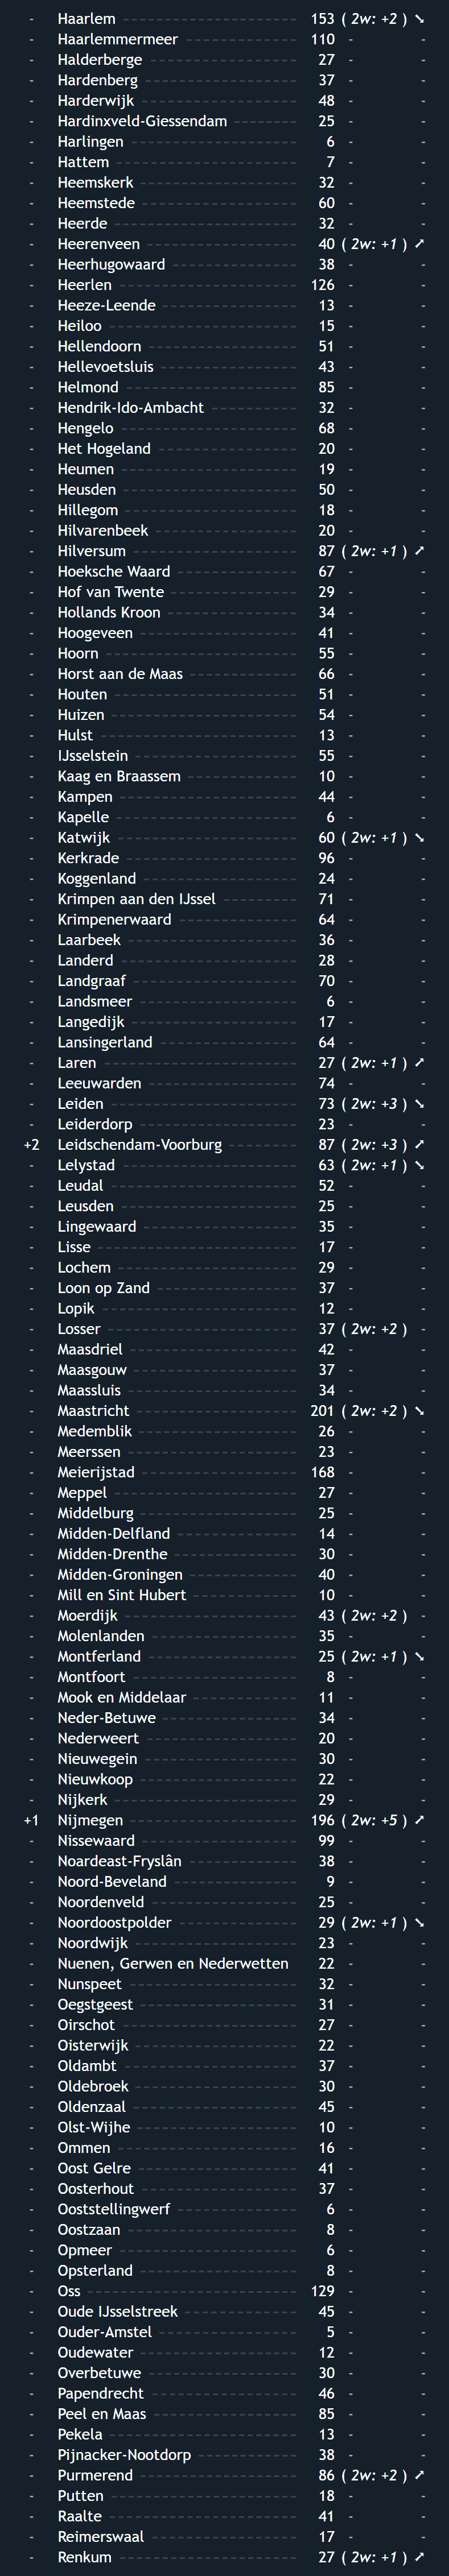 - Haarlem 153 ( 2w: +2 ) ➘
- Haarlemmermeer 110 - -
- Halderberge 27 - -
- Hardenberg 37 - -
- Harderwijk 48 - -
- Hardinxveld-Giessendam 25 - -
- Harlingen 6 - -
- Hattem 7 - -
- Heemskerk 32 - -
- Heemstede 60 - -
- Heerde 32 - -
- Heerenveen 40 ( 2w: +1 ) ➚
- Heerhugowaard 38 - -
- Heerlen 126 - -
- Heeze-Leende 13 - -
- Heiloo 15 - -
- Hellendoorn 51 - -
- Hellevoetsluis 43 - -
- Helmond 85 - -
- Hendrik-Ido-Ambacht 32 - -
- Hengelo 68 - -
- Het Hogeland 20 - -
- Heumen 19 - -
- Heusden 50 - -
- Hillegom 18 - -
- Hilvarenbeek 20 - -
- Hilversum 87 ( 2w: +1 ) ➚
- Hoeksche Waard 67 - -
- Hof van Twente 29 - -
- Hollands Kroon 34 - -
- Hoogeveen 41 - -
- Hoorn 55 - -
- Horst aan de Maas 66 - -
- Houten 51 - -
- Huizen 54 - -
- Hulst 13 - -
- IJsselstein 55 - -
- Kaag en Braassem 10 - -
- Kampen 44 - -
- Kapelle 6 - -
- Katwijk 60 ( 2w: +1 ) ➘
- Kerkrade 96 - -
- Koggenland 24 - -
- Krimpen aan den IJssel 71 - -
- Krimpenerwaard 64 - -
- Laarbeek 36 - -
- Landerd 28 - -
- Landgraaf 70 - -
- Landsmeer 6 - -
- Langedijk 17 - -
- Lansingerland 64 - -
- Laren 27 ( 2w: +1 ) ➚
- Leeuwarden 74 - -
- Leiden 73 ( 2w: +3 ) ➘
- Leiderdorp 23 - -
+2 Leidschendam-Voorburg 87 ( 2w: +3 ) ➚
- Lelystad 63 ( 2w: +1 ) ➘
- Leudal 52 - -
- Leusden 25 - -
- Lingewaard 35 - -
- Lisse 17 - -
- Lochem 29 - -
- Loon op Zand 37 - -
- Lopik 12 - -
- Losser 37 ( 2w: +2 ) -
- Maasdriel 42 - -
- Maasgouw 37 - -
- Maassluis 34 - -
- Maastricht 201 ( 2w: +2 ) ➘
- Medemblik 26 - -
- Meerssen 23 - -
- Meierijstad 168 - -
- Meppel 27 - -
- Middelburg 25 - -
- Midden-Delfland 14 - -
- Midden-Drenthe 30 - -
- Midden-Groningen 40 - -
- Mill en Sint Hubert 10 - -
- Moerdijk 43 ( 2w: +2 ) -
- Molenlanden 35 - -
- Montferland 25 ( 2w: +1 ) ➘
- Montfoort 8 - -
- Mook en Middelaar 11 - -
- Neder-Betuwe 34 - -
- Nederweert 20 - -
- Nieuwegein 30 - -
- Nieuwkoop 22 - -
- Nijkerk 29 - -
+1 Nijmegen 196 ( 2w: +5 ) ➚
- Nissewaard 99 - -
- Noardeast-Fryslân 38 - -
- Noord-Beveland 9 - -
- Noordenveld 25 - -
- Noordoostpolder 29 ( 2w: +1 ) ➘
- Noordwijk 23 - -
- Nuenen, Gerwen en Nederwetten 22 - -
- Nunspeet 32 - -
- Oegstgeest 31 - -
- Oirschot 27 - -
- Oisterwijk 22 - -
- Oldambt 37 - -
- Oldebroek 30 - -
- Oldenzaal 45 - -
- Olst-Wijhe 10 - -
- Ommen 16 - -
- Oost Gelre 41 - -
- Oosterhout 37 - -
- Ooststellingwerf 6 - -
- Oostzaan 8 - -
- Opmeer 6 - -
- Opsterland 8 - -
- Oss 129 - -
- Oude IJsselstreek 45 - -
- Ouder-Amstel 5 - -
- Oudewater 12 - -
- Overbetuwe 30 - -
- Papendrecht 46 - -
- Peel en Maas 85 - -
- Pekela 13 - -
- Pijnacker-Nootdorp 38 - -
- Purmerend 86 ( 2w: +2 ) ➚
- Putten 18 - -
- Raalte 41 - -
- Reimerswaal 17 - -
- Renkum 27 ( 2w: +1 ) ➚